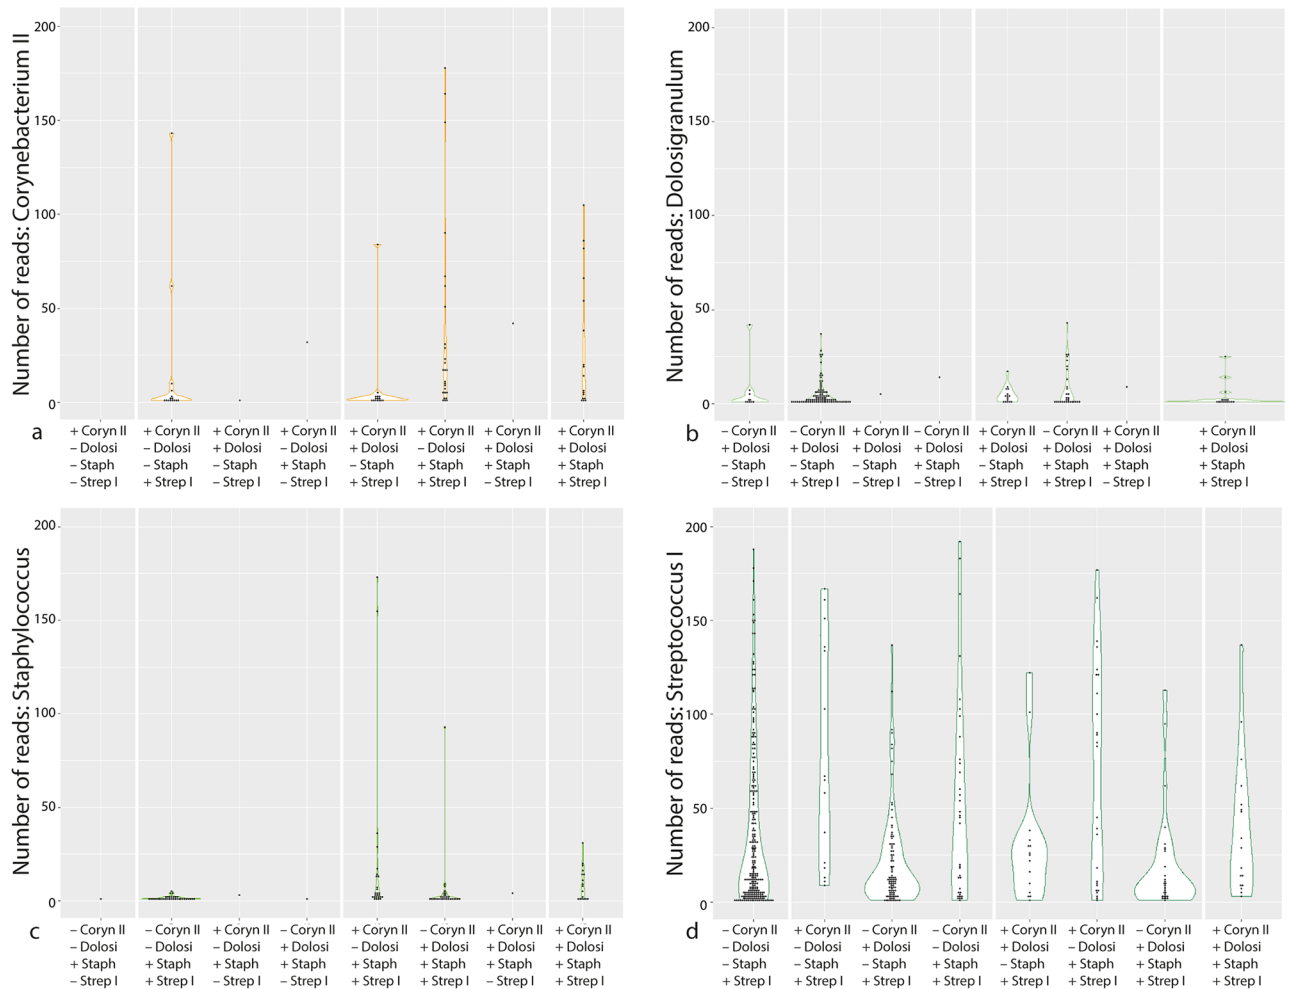 Number of reads: Corynebacterium II
200
150
100
50
0
a
+ Coryn II + Coryn II + Coryn II + Coryn II + Coryn II + Coryn II + Coryn II + Coryn II
– Dolosi – Dolosi + Dolosi – Dolosi + Dolosi – Dolosi + Dolosi + Dolosi
– Staph – Staph – Staph + Staph – Staph + Staph + Staph + Staph
– Strep I + Strep I – Strep I – Strep I + Strep I + Strep I – Strep I + Strep I
Number of reads: Dolosigranulum
200
150
100
50
0
b
– Coryn II – Coryn II + Coryn II – Coryn II + Coryn II – Coryn II + Coryn II + Coryn II
+ Dolosi + Dolosi + Dolosi + Dolosi + Dolosi + Dolosi + Dolosi + Dolosi
– Staph – Staph – Staph + Staph – Staph + Staph + Staph + Staph
– Strep I + Strep I – Strep I – Strep I + Strep I + Strep I – Strep I + Strep I
Number of reads: Staphylococcus
200
150
100
50
0
c
– Coryn II – Coryn II + Coryn II – Coryn II + Coryn II – Coryn II + Coryn II + Coryn II
– Dolosi – Dolosi – Dolosi + Dolosi – Dolosi + Dolosi + Dolosi + Dolosi
+ Staph + Staph + Staph + Staph + Staph + Staph + Staph + Staph
– Strep I + Strep I – Strep I – Strep I + Strep I + Strep I – Strep I + Strep I
Number of reads: Streptococcus I
200
150
100
50
0
d
– Coryn II + Coryn II – Coryn II – Coryn II + Coryn II + Coryn II – Coryn II + Coryn II
– Dolosi – Dolosi + Dolosi – Dolosi + Dolosi – Dolosi + Dolosi + Dolosi
– Staph – Staph – Staph + Staph – Staph + Staph + Staph + Staph
+ Strep I + Strep I + Strep I + Strep I + Strep I + Strep I + Strep I + Strep I